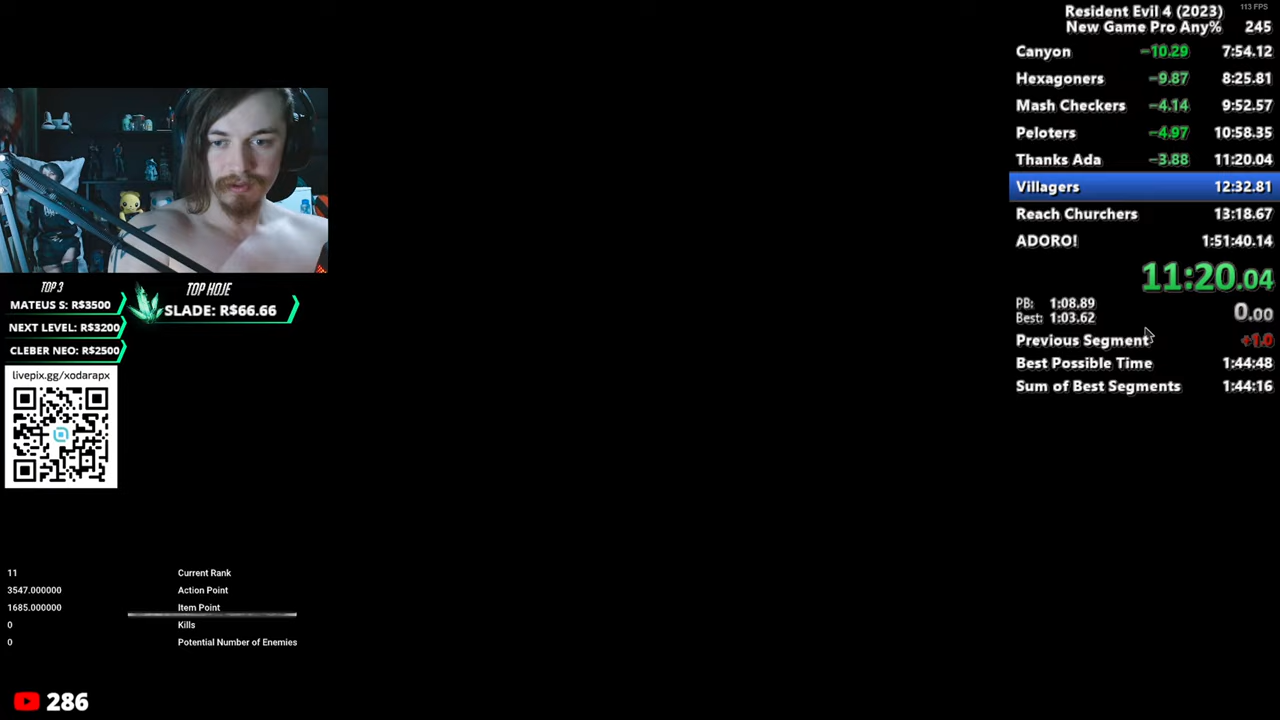 113 FPS
Resident Evil 4 (2023)
New Game Pro Any% 245
Canyon -10.29 7:54.12
Hexagoners -9.87 8:25.81
Mash Checkers -4.14 9:52.57
Peloters -4.97 10:58.35
Thanks Ada -3.88 11:20.04
Villagers 12:32.81
Reach Churchers 13:18.67
ADORO! 1:51:40.14
11:20.04
PB: 1:08.89
Best: 1:03.62
0.00
Previous Segment +1.0
Best Possible Time 1:44:48
Sum of Best Segments 1:44:16
TOP 3
MATEUS S: R$3500
NEXT LEVEL: R$3200
CLEBER NEO: R$2500
TOP HOJE
SLADE: R$66.66
livepix.gg/xodarapx
11 Current Rank
3547.000000 Action Point
1685.000000 Item Point
0 Kills
0 Potential Number of Enemies
286